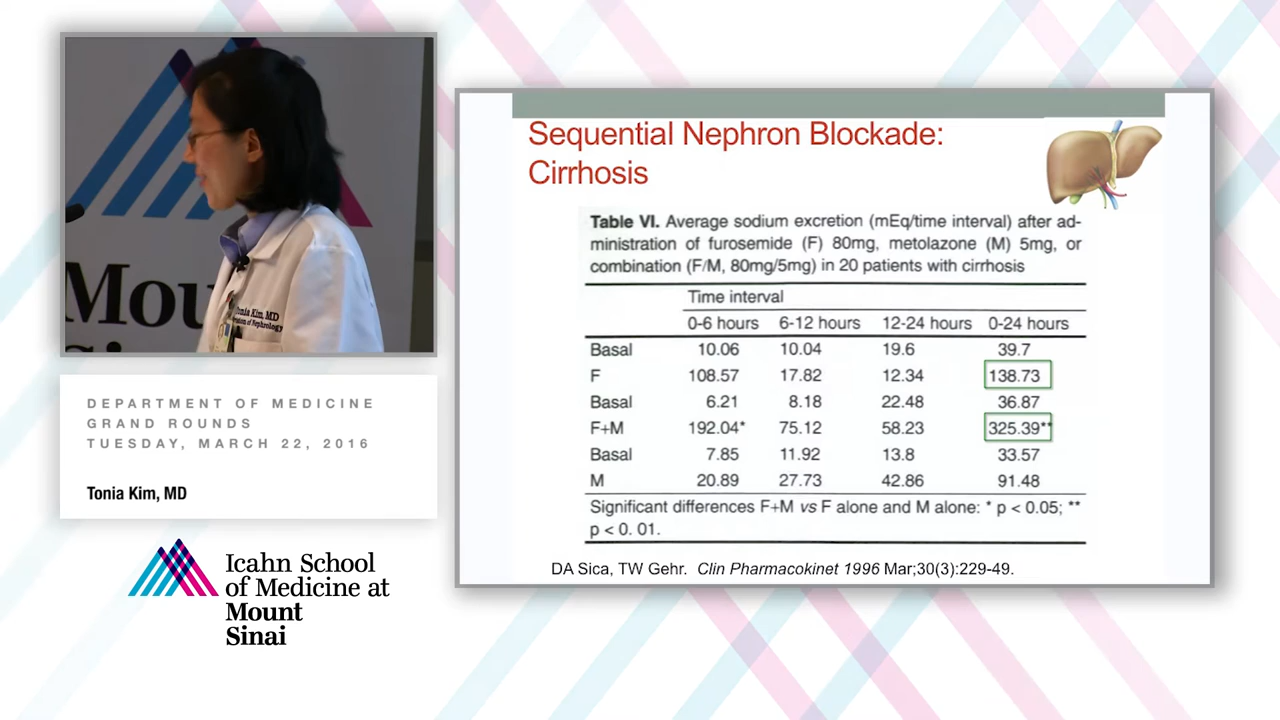 Mou
Tonia Kim, MD
DEPARTMENT OF MEDICINE
GRAND ROUNDS
TUESDAY, MARCH 22, 2016
Tonia Kim, MD
Icahn School
of Medicine at
Mount
Sinai
Sequential Nephron Blockade:
Cirrhosis
Table VI. Average sodium excretion (mEq/time interval) after ad-
ministration of furosemide (F) 80mg, metolazone (M) 5mg, or
combination (F/M, 80mg/5mg) in 20 patients with cirrhosis
Time interval
0-6 hours 6-12 hours 12-24 hours 0-24 hours
Basal 10.06 10.04 19.6 39.7
F 108.57 17.82 12.34 138.73
Basal 6.21 8.18 22.48 36.87
F+M 192.04* 75.12 58.23 325.39**
Basal 7.85 11.92 13.8 33.57
M 20.89 27.73 42.86 91.48
Significant differences F+M vs F alone and M alone: * p < 0.05; **
p < 0. 01.
DA Sica, TW Gehr. Clin Pharmacokinet 1996 Mar;30(3):229-49.